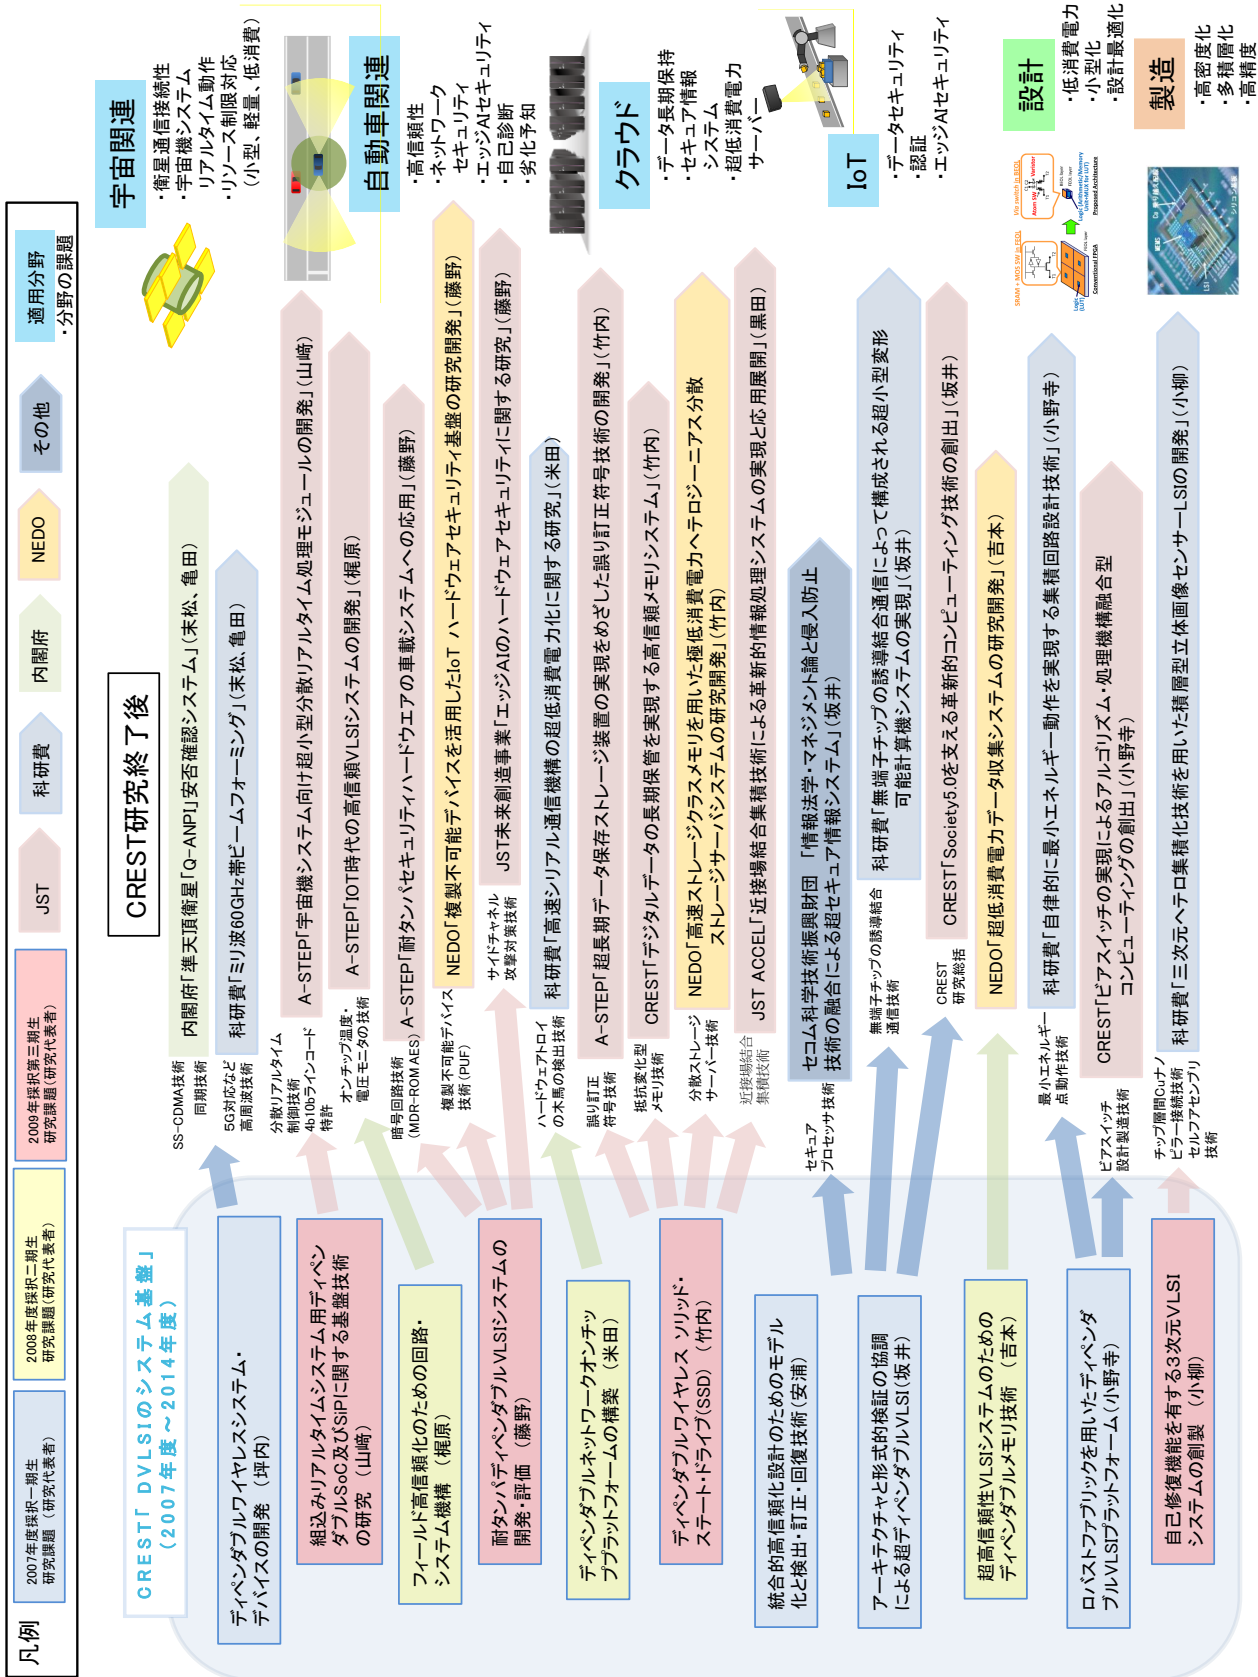 凡例
2007年度採択一期生
研究課題 (研究代表者)
2008年度採択二期生
研究課題(研究代表者)
2009年採択第三期生
研究課題(研究代表者)
JST
科研費
内閣府
NEDO
その他
適用分野
・分野の課題
CREST「DVLSIのシステム基盤」
(2007年度～2014年度)
CREST研究終了後
ディペンダブルワイヤレスシステム・
デバイスの開発 (坪内)
組込みリアルタイムシステム用ディペン
ダブルSoC及びSiPに関する基盤技術
の研究 (山﨑)
フィールド高信頼化のための回路・
システム機構 (梶原)
耐タンパディペンダブルVLSIシステムの
開発・評価 (藤野)
ディペンダブルネットワークオンチッ
ププラットフォームの構築 (米田)
ディペンダブルワイヤレス ソリッド・
ステート・ドライブ(SSD) (竹内)
統合的高信頼化設計のためのモデル
化と検出・訂正・回復技術(安浦)
アーキテクチャと形式的検証の協調
による超ディペンダブルVLSI(坂井)
超高信頼性VLSIシステムのための
ディペンダブルメモリ技術 (吉本)
ロバストファブリックを用いたディペンダ
ブルVLSIプラットフォーム(小野寺)
自己修復機能を有する3次元VLSI
システムの創製 (小柳)
SS-CDMA技術
同期技術
5G対応など
高周波技術
分散リアルタイム
制御技術
4b10bラインコード
特許
オンチップ温度・
電圧モニタの技術
暗号回路技術
(MDR-ROM AES)
複製不可能デバイス
技術(PUF)
サイドチャネル
攻撃対策技術
ハードウェアトロイ
の木馬の検出技術
誤り訂正
符号技術
抵抗変化型
メモリ技術
分散ストレージ
サーバー技術
近接場結合
集積技術
セキュア
プロセッサ技術
無端子チップの誘導結合
通信技術
CREST
研究総括
最小エネルギー
点動作技術
ビアスイッチ
設計製造技術
チップ層間Cuナノ
ピラー接続技術
セルフアセンブリ
技術
内閣府「準天頂衛星「Q-ANPI」安否確認システム」(末松、亀田)
科研費「ミリ波60GHz帯ビームフォーミング」(末松、亀田)
A-STEP「宇宙機システム向け超小型分散リアルタイム処理モジュールの開発」(山﨑)
A-STEP「IOT時代の高信頼VLSIシステムの開発」(梶原)
A-STEP「耐タンパセキュリティハードウエアの車載システムへの応用」(藤野)
NEDO「複製不可能デバイスを活用したIoT ハードウェアセキュリティ基盤の研究開発」(藤野)
JST未来創造事業「エッジAIのハードウェアセキュリティに関する研究」(藤野)
科研費「高速シリアル通信機構の超低消費電力化に関する研究」(米田)
A-STEP「超長期データ保存ストレージ装置の実現をめざした誤り訂正符号技術の開発」(竹内)
CREST「デジタルデータの長期保管を実現する高信頼メモリシステム」(竹内)
NEDO「高速ストレージクラスメモリを用いた極低消費電力ヘテロジーニアス分散
ストレージサーバシステムの研究開発」(竹内)
JST ACCEL「近接場結合集積技術による革新的情報処理システムの実現と応用展開」(黒田)
セコム科学技術振興財団 「情報法学・マネジメント論と侵入防止
技術の融合による超セキュア情報システム」(坂井)
科研費「無端子チップの誘導結合通信によって構成される超小型変形
可能計算機システムの実現」(坂井)
CREST「Society5.0を支える革新的コンピューティング技術の創出」(坂井)
NEDO「超低消費電力データ収集システムの研究開発」(吉本)
科研費「自律的に最小エネルギー動作を実現する集積回路設計技術」(小野寺)
CREST「ビアスイッチの実現によるアルゴリズム・処理機構融合型
コンピューティングの創出」(小野寺)
科研費「三次元ヘテロ集積化技術を用いた積層型立体画像センサーLSIの開発」(小柳)
宇宙関連
・衛星通信接続性
・宇宙機システム
リアルタイム動作
・リソース制限対応
(小型、軽量、低消費)
自動車関連
・高信頼性
・ネットワーク
セキュリティ
・エッジAIセキュリティ
・自己診断
・劣化予知
クラウド
・データ長期保持
・セキュア情報
システム
・超低消費電力
サーバー
IoT
・データセキュリティ
・認証
・エッジAIセキュリティ
設計
・低消費電力
・小型化
・設計最適化
SRAM + MOS SW in FEOL
Logic
(LUT)
FEOL layer
Conventional FPGA
Via switch in BEOL
Atom SW
Varistor
BEOL layer
FEOL layer
Logic (Arithmetic/Memory
Unit+MUX for LUT)
Proposed Architecture
製造
・高密度化
・多積層化
・高精度
MEMS
LSI
シリコン基板